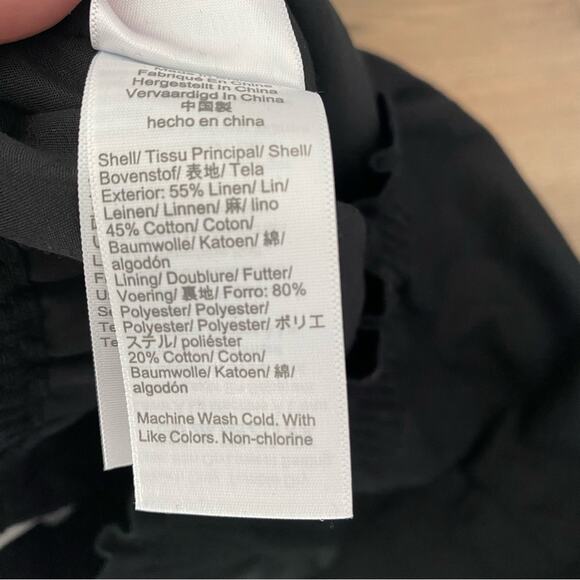 Fabriqué En Chine
Hergestellt In China
Vervaardigd In China
中国製
hecho en china
Shell/ Tissu Principal/ Shell/
Bovenstof/ 表地/ Tela
Exterior: 55% Linen/ Lin/
Leinen/ Linnen/ 麻/ lino
45% Cotton/ Coton/
Baumwolle/ Katoen/ 綿/
algodón
Lining/ Doublure/ Futter/
Voering/ 裏地/ Forro: 80%
Polyester/ Polyester/
Polyester/ Polyester/ ポリエ
ステル/ poliéster
20% Cotton/ Coton/
Baumwolle/ Katoen/ 綿/
algodón
Machine Wash Cold. With
Like Colors. Non-chlorine